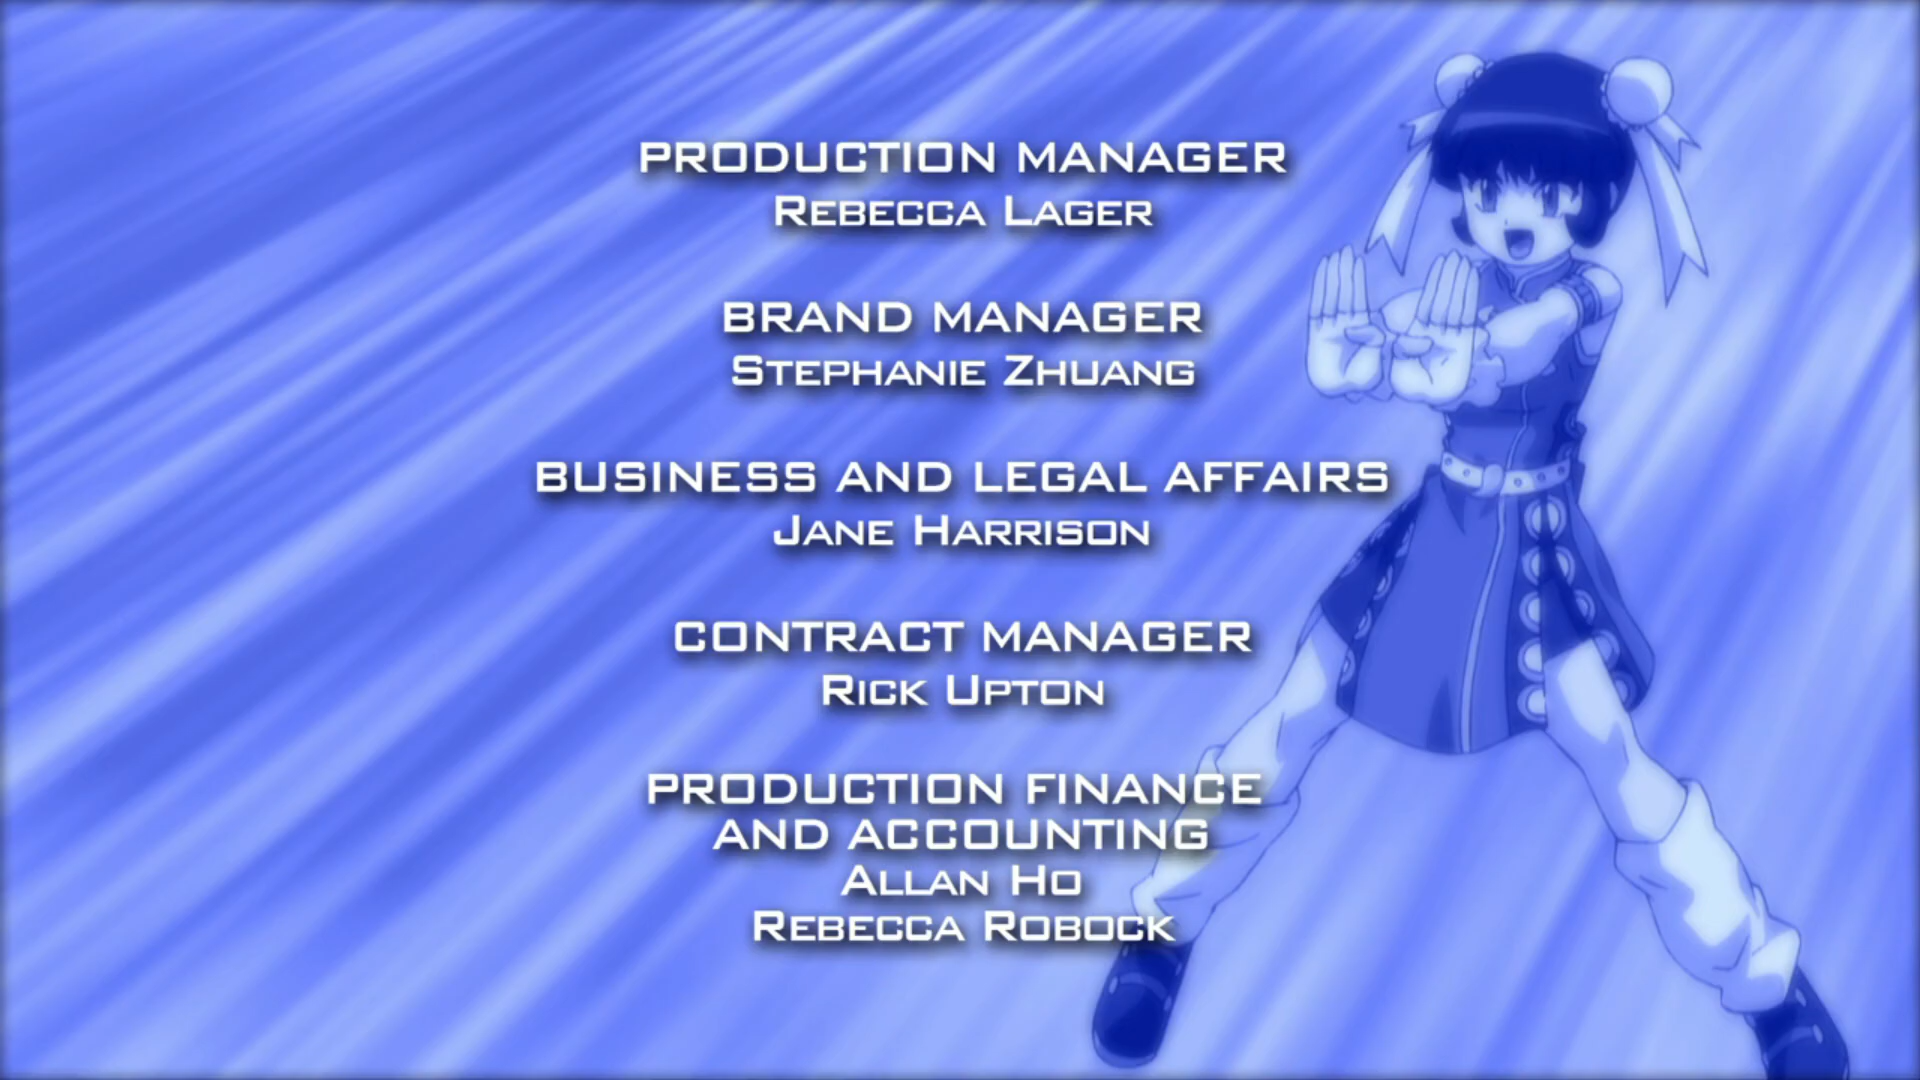 PRODUCTION MANAGER
REBECCA LAGER
BRAND MANAGER
STEPHANIE ZHUANG
BUSINESS AND LEGAL AFFAIRS
JANE HARRISON
CONTRACT MANAGER
RICK UPTON
PRODUCTION FINANCE
AND ACCOUNTING
ALLAN HO
REBECCA ROBOCK